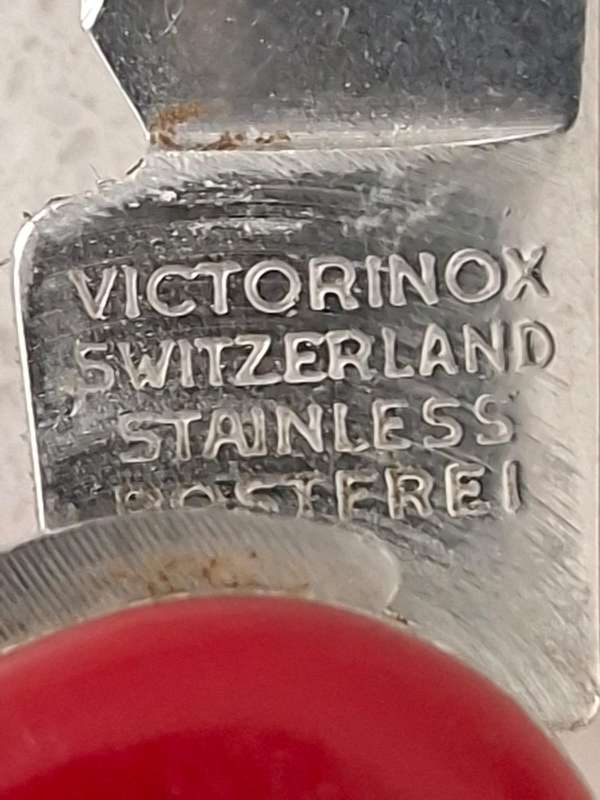 VICTORINOX
SWITZERLAND
STAINLESS
ROSTFREI